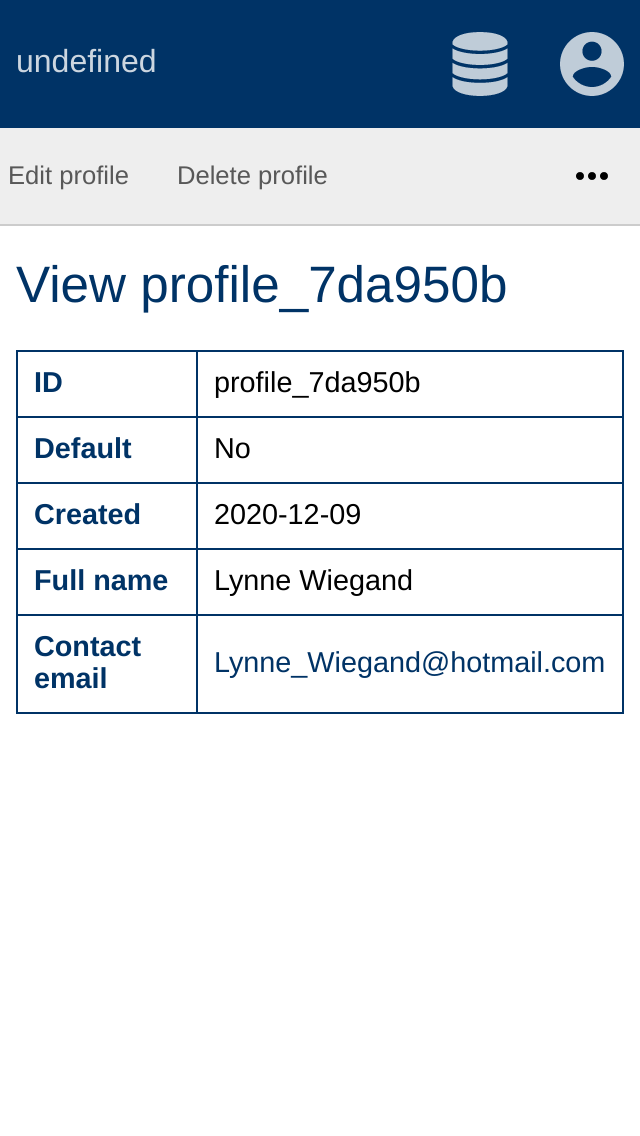 undefined
Edit profile Delete profile
View profile_7da950b
ID profile_7da950b
Default No
Created 2020-12-09
Full name Lynne Wiegand
Contact email Lynne_Wiegand@hotmail.com